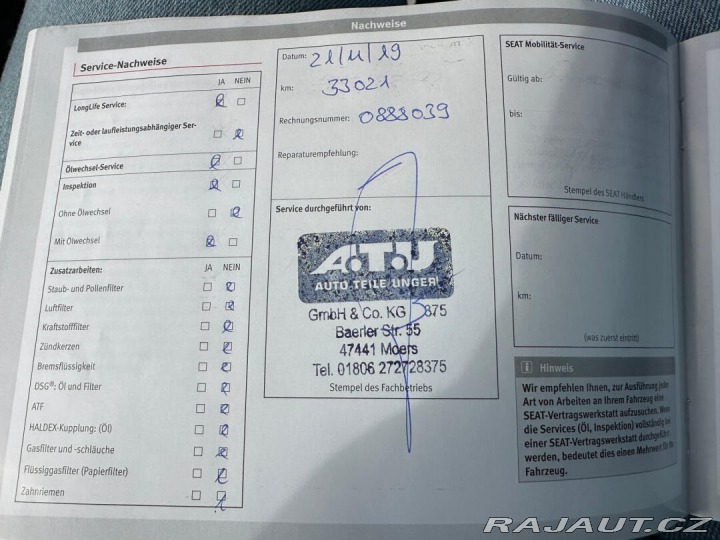 Nachweise
Service-Nachweise
JA NEIN
LongLife Service:
Zeit- oder laufleistungsabhängiger Ser-
vice
Ölwechsel-Service
Inspektion
Ohne Ölwechsel
Mit Ölwechsel
Zusatzarbeiten: JA NEIN
Staub- und Pollenfilter
Luftfilter
Kraftstofffilter
Zündkerzen
Bremsflüssigkeit
DSG®: Öl und Filter
ATF
HALDEX-Kupplung: (Öl)
Gasfilter und -schläuche
Flüssiggasfilter (Papierfilter)
Zahnriemen
Datum: 21/11/19
km: 33021
Rechnungsnummer: 0888039
Reparaturempfehlung:
Service durchgeführt von:
A.T.U
AUTO TEILE UNGER
GmbH & Co. KG 875
Baerler Str. 55
47441 Moers
Tel. 01806 272728375
Stempel des Fachbetriebs
SEAT Mobilität-Service
Gültig ab:
bis:
Stempel des SEAT Händlers
Nächster fälliger Service
Datum:
km:
(was zuerst eintritt)
i Hinweis
Wir empfehlen Ihnen, zur Ausführung jeder
Art von Arbeiten an Ihrem Fahrzeug eine
SEAT-Vertragswerkstatt aufzusuchen. Wenn
die Services (Öl, Inspektion) vollständig in
einer SEAT-Vertragswerkstatt durchgeführt
werden, bedeutet dies einen Mehrwert für Ihr
Fahrzeug.
RAJAUT.CZ